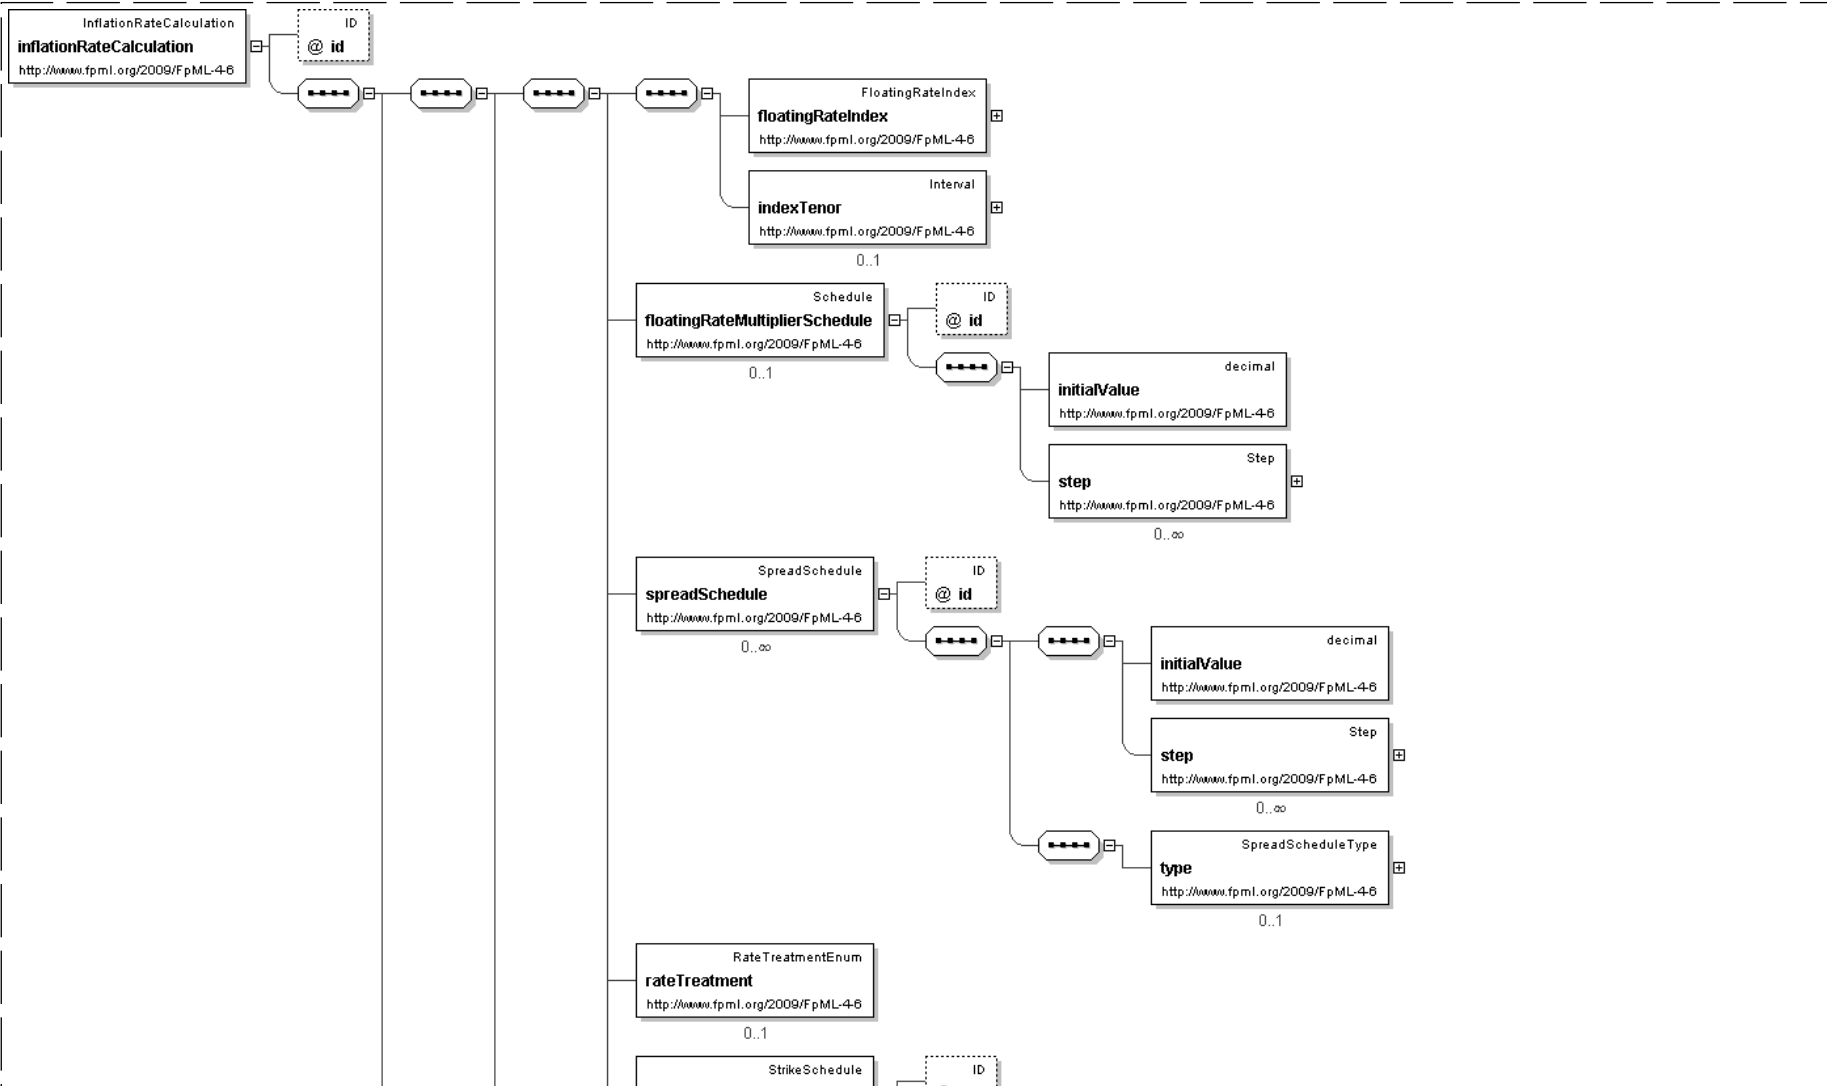 InflationRateCalculation
inflationRateCalculation
http://www.fpml.org/2009/FpML-4-6
ID
@ id
FloatingRateIndex
floatingRateIndex
http://www.fpml.org/2009/FpML-4-6
Interval
indexTenor
http://www.fpml.org/2009/FpML-4-6
0..1
Schedule
floatingRateMultiplierSchedule
http://www.fpml.org/2009/FpML-4-6
0..1
ID
@ id
decimal
initialValue
http://www.fpml.org/2009/FpML-4-6
Step
step
http://www.fpml.org/2009/FpML-4-6
0..∞
SpreadSchedule
spreadSchedule
http://www.fpml.org/2009/FpML-4-6
0..∞
ID
@ id
decimal
initialValue
http://www.fpml.org/2009/FpML-4-6
Step
step
http://www.fpml.org/2009/FpML-4-6
0..∞
SpreadScheduleType
type
http://www.fpml.org/2009/FpML-4-6
0..1
RateTreatmentEnum
rateTreatment
http://www.fpml.org/2009/FpML-4-6
0..1
StrikeSchedule
ID